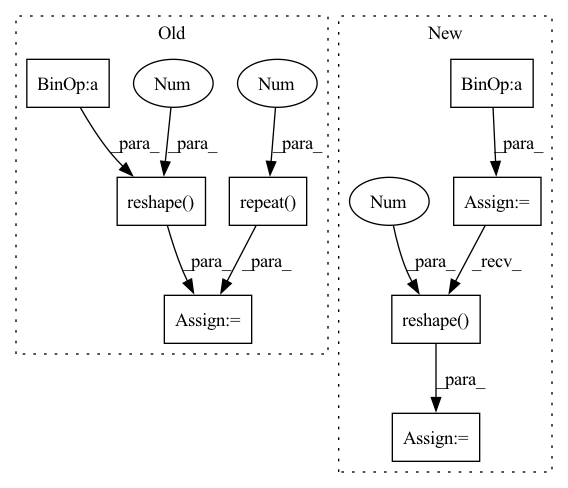 Old
New
BinOp:a
Num
Num
BinOp:a
_para_
_para_
_para_
_para_
reshape()
repeat()
Num
Assign:=
_para_
_para_
_para_
_recv_
Assign:=
reshape()
_para_
Assign:=